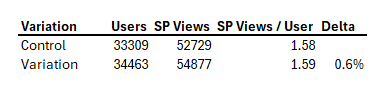 Variation Users SP Views SP Views / User Delta
Control 33309 52729 1.58
Variation 34463 54877 1.59 0.6%